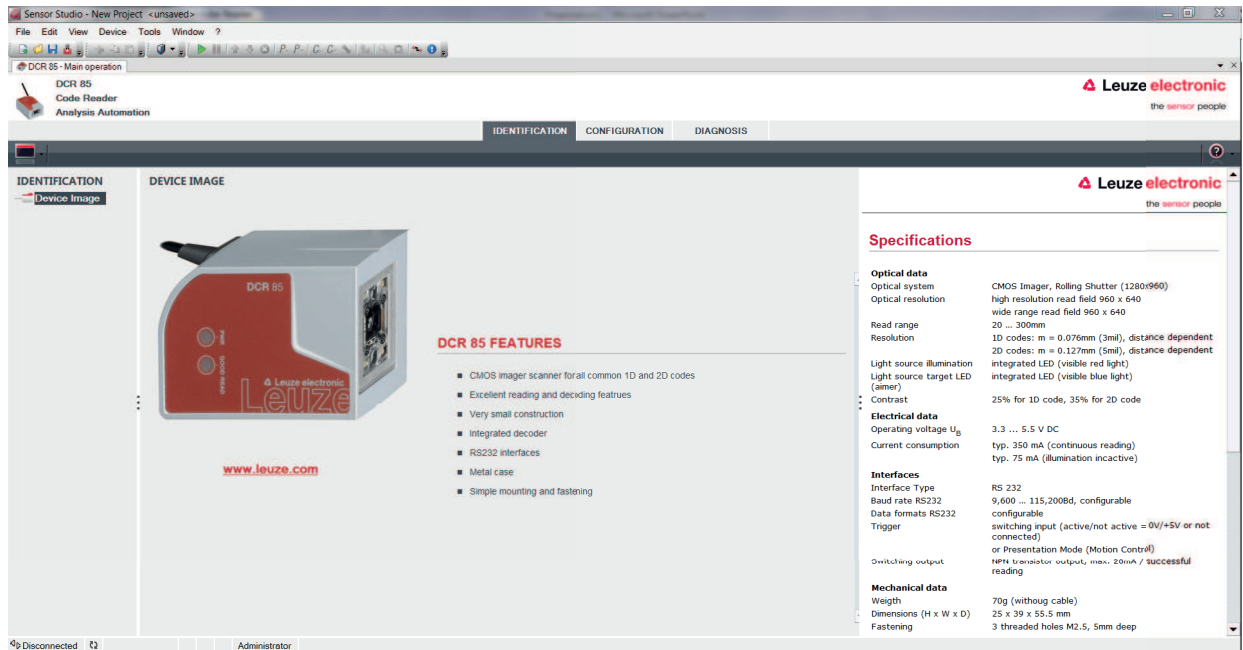 Sensor Studio - New Project <unsaved>
File Edit View Device Tools Window ?
DCR 85 - Main operation
DCR 85
Code Reader
Analysis Automation
Leuze electronic
the sensor people
IDENTIFICATION CONFIGURATION DIAGNOSIS
IDENTIFICATION
Device Image
DEVICE IMAGE
DCR 85
PWR
GOOD READ
Leuze electronic
Leuze
www.leuze.com
DCR 85 FEATURES
CMOS imager scanner for all common 1D and 2D codes
Excellent reading and deciding featrues
Very small construction
Integrated decoder
RS232 interfaces
Metal case
Simple mounting and fastening
Leuze electronic
the sensor people
Specifications
Optical data
Optical system CMOS Imager, Rolling Shutter (1280x960)
Optical resolution high resolution read field 960 x 640
wide range read field 960 x 640
Read range 20 ... 300mm
Resolution 1D codes: m = 0.076mm (3mil), distance dependent
2D codes: m = 0.127mm (5mil), distance dependent
Light source illumination integrated LED (visible red light)
Light source target LED integrated LED (visible blue light)
(aimer)
Contrast 25% for 1D code, 35% for 2D code
Electrical data
Operating voltage UB 3.3 ... 5.5 V DC
Current consumption typ. 350 mA (continuous reading)
typ. 75 mA (illumination incactive)
Interfaces
Interface Type RS 232
Baud rate RS232 9,600 ... 115,200Bd, configurable
Data formats RS232 configurable
Trigger switching input (active/not active = 0V/+5V or not
connected)
or Presentation Mode (Motion Control)
Switching output NPN transistor output, max. 20mA / successful
reading
Mechanical data
Weigth 70g (withoug cable)
Dimensions (H x W x D) 25 x 39 x 55.5 mm
Fastening 3 threaded holes M2.5, 5mm deep
Disconnected Administrator